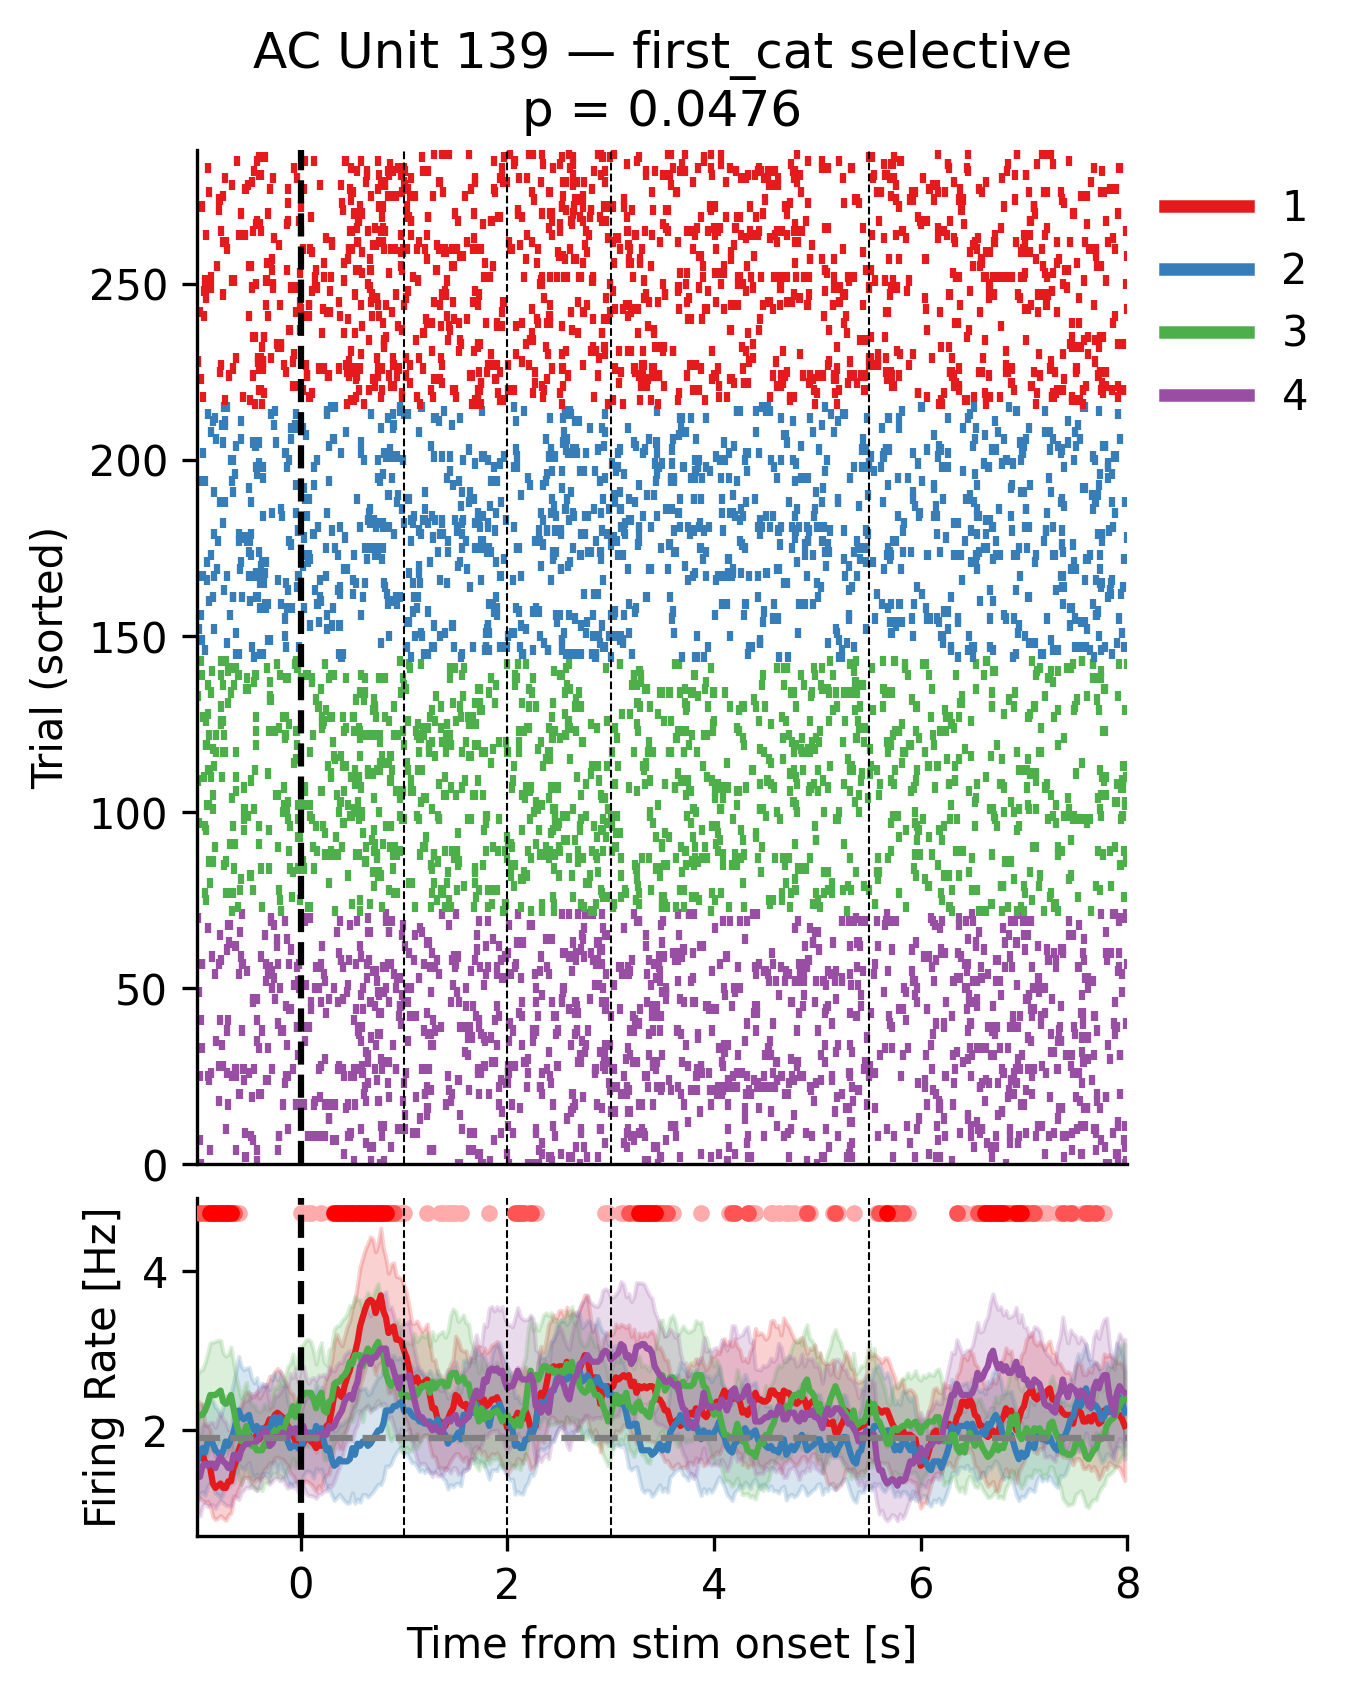 AC Unit 139 — first_cat selective
p = 0.0476
1
2
3
4
250
200
150
100
50
0
Trial (sorted)
4
2
Firing Rate [Hz]
0 2 4 6 8
Time from stim onset [s]